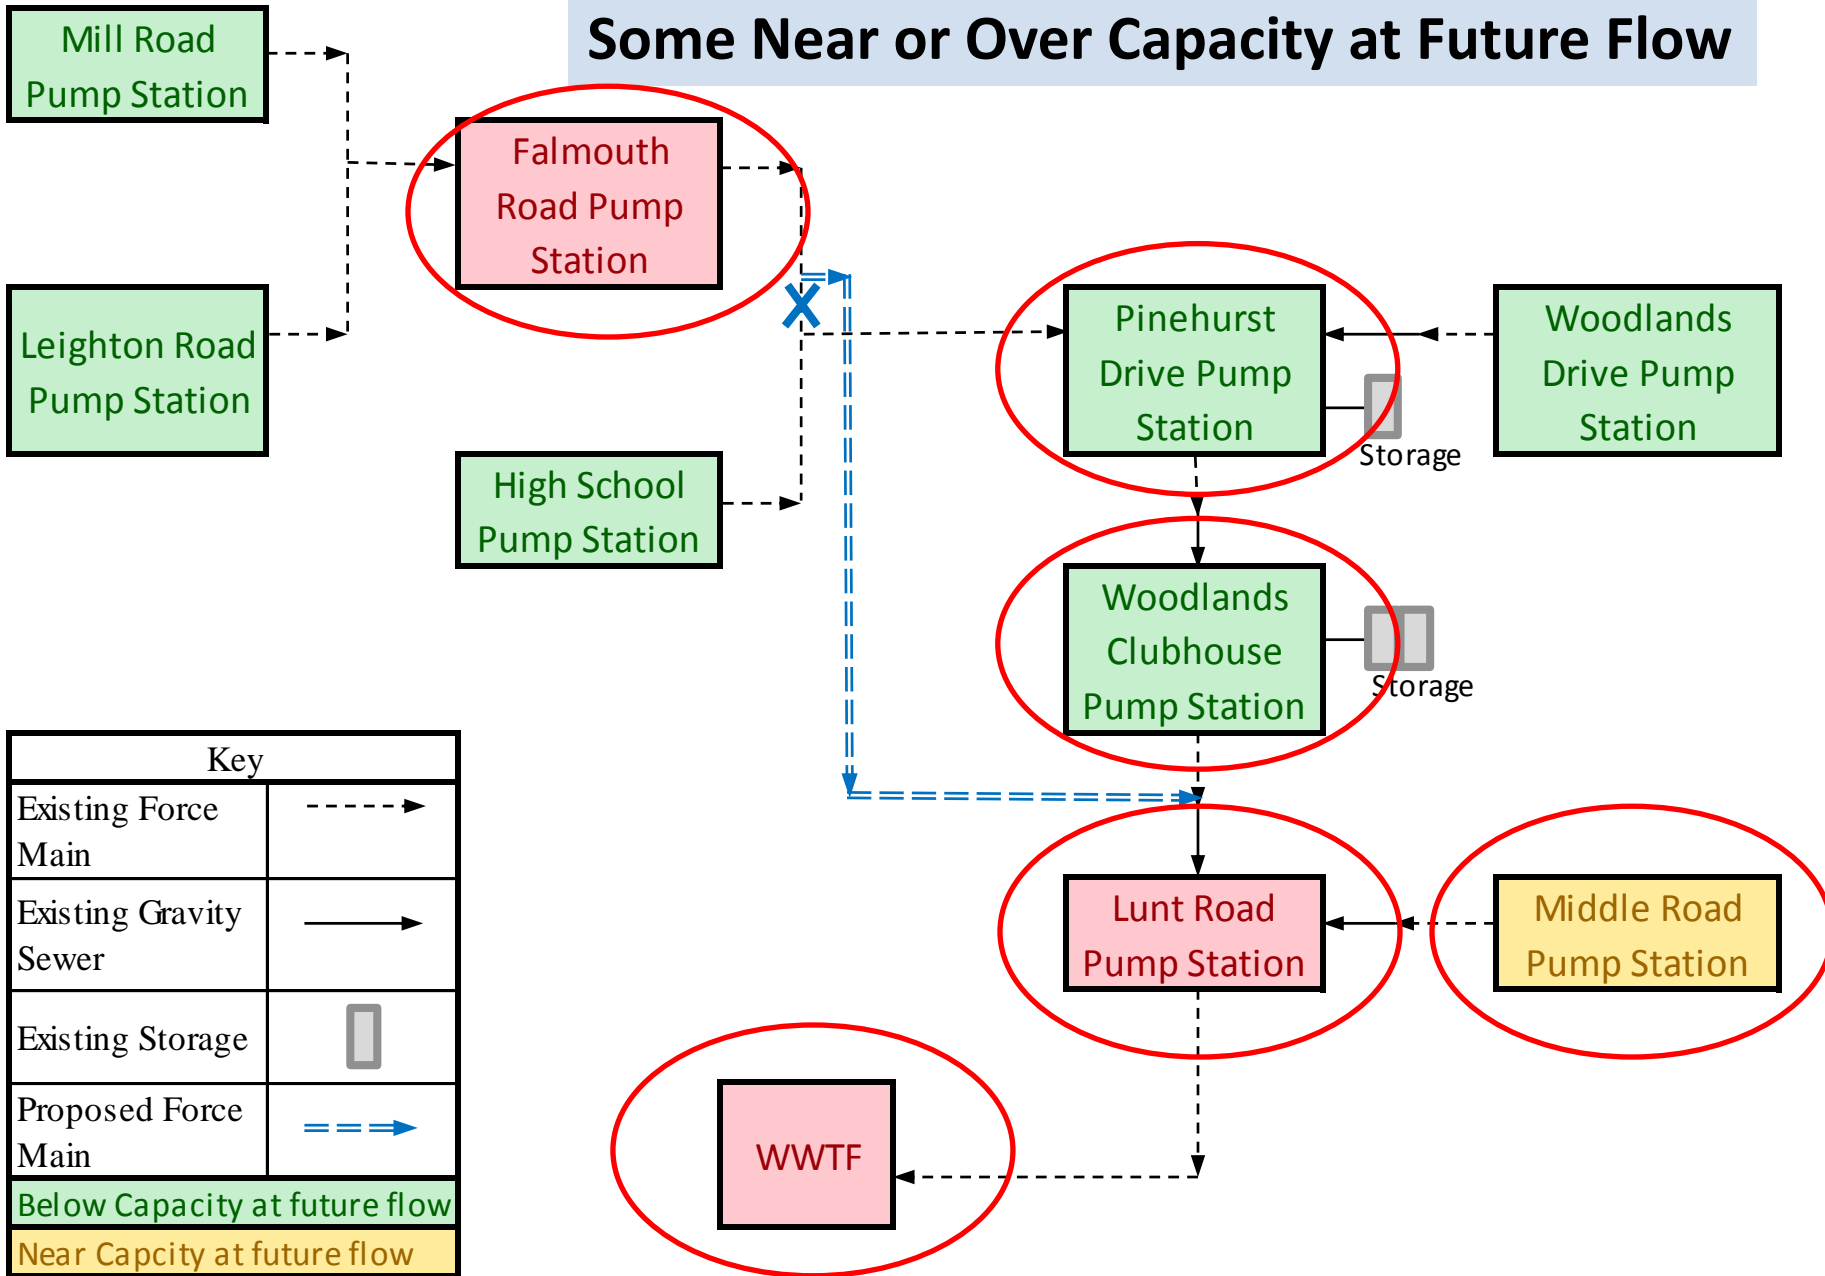 Some Near or Over Capacity at Future Flow
Mill Road
Pump Station
Falmouth
Road Pump
Station
Leighton Road
Pump Station
High School
Pump Station
Pinehurst
Drive Pump
Station
Storage
Woodlands
Drive Pump
Station
Woodlands
Clubhouse
Pump Station
Storage
Lunt Road
Pump Station
Middle Road
Pump Station
WWTF
Key
Existing Force
Main
Existing Gravity
Sewer
Existing Storage
Proposed Force
Main
Below Capacity at future flow
Near Capcity at future flow